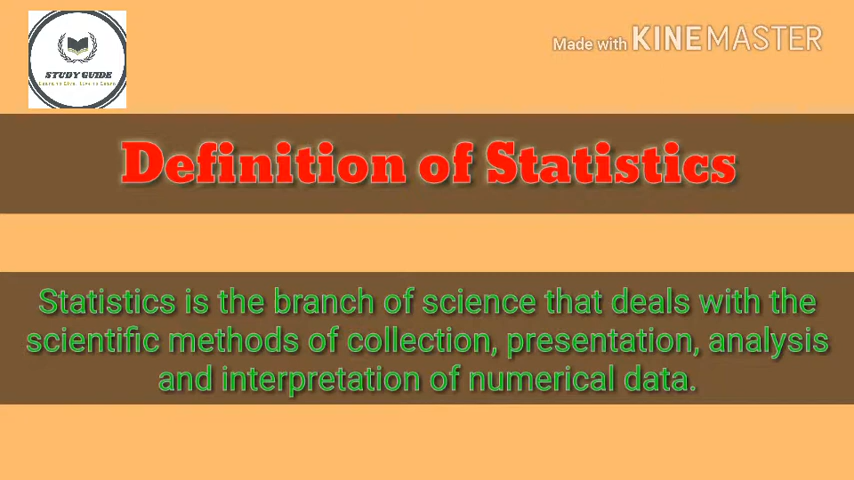 Made with KINEMASTER
STUDY GUIDE
Definition of Statistics
Statistics is the branch of science that deals with the
scientific methods of collection, presentation, analysis
and interpretation of numerical data.